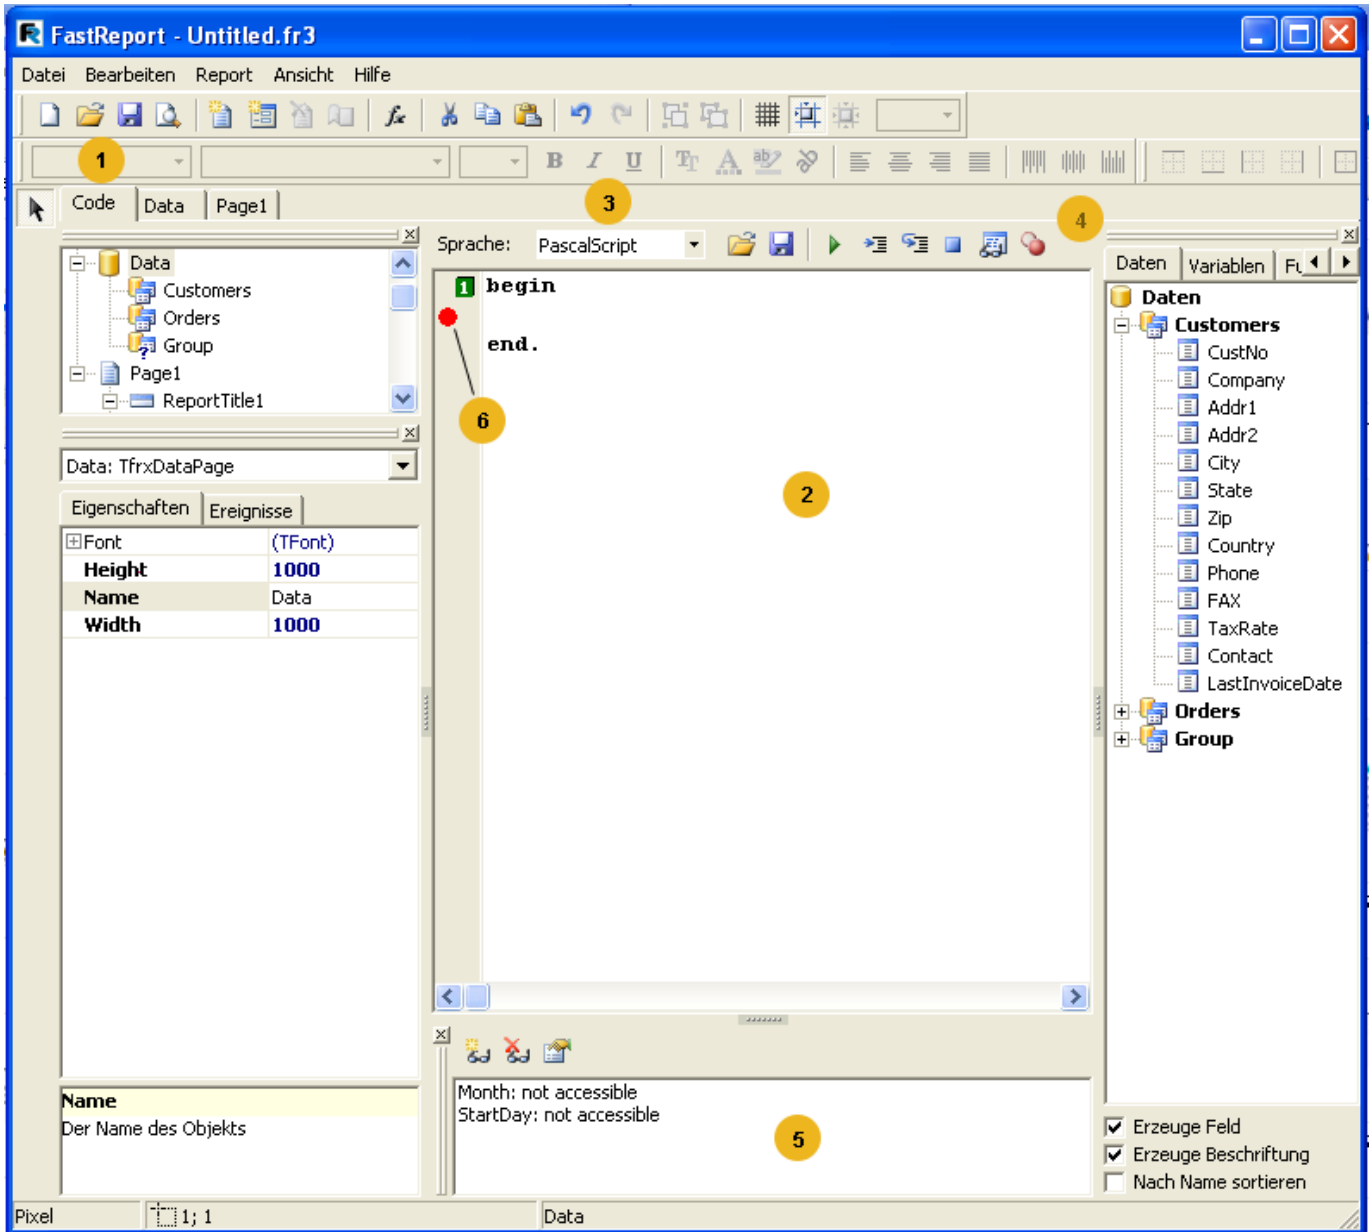 FastReport - Untitled.fr3
Datei Bearbeiten Report Ansicht Hilfe
1
B I U
Code Data Page1
3
4
Sprache: PascalScript
Data
Customers
Orders
Group
Page1
ReportTitle1
Data: TfrxDataPage
Eigenschaften Ereignisse
Font (TFont)
Height 1000
Name Data
Width 1000
Name
Der Name des Objekts
1 begin
end.
6
2
Month: not accessible
StartDay: not accessible
5
Daten Variablen
Daten
Customers
CustNo
Company
Addr1
Addr2
City
State
Zip
Country
Phone
FAX
TaxRate
Contact
LastInvoiceDate
Orders
Group
Erzeuge Feld
Erzeuge Beschriftung
Nach Name sortieren
Pixel 1; 1 Data